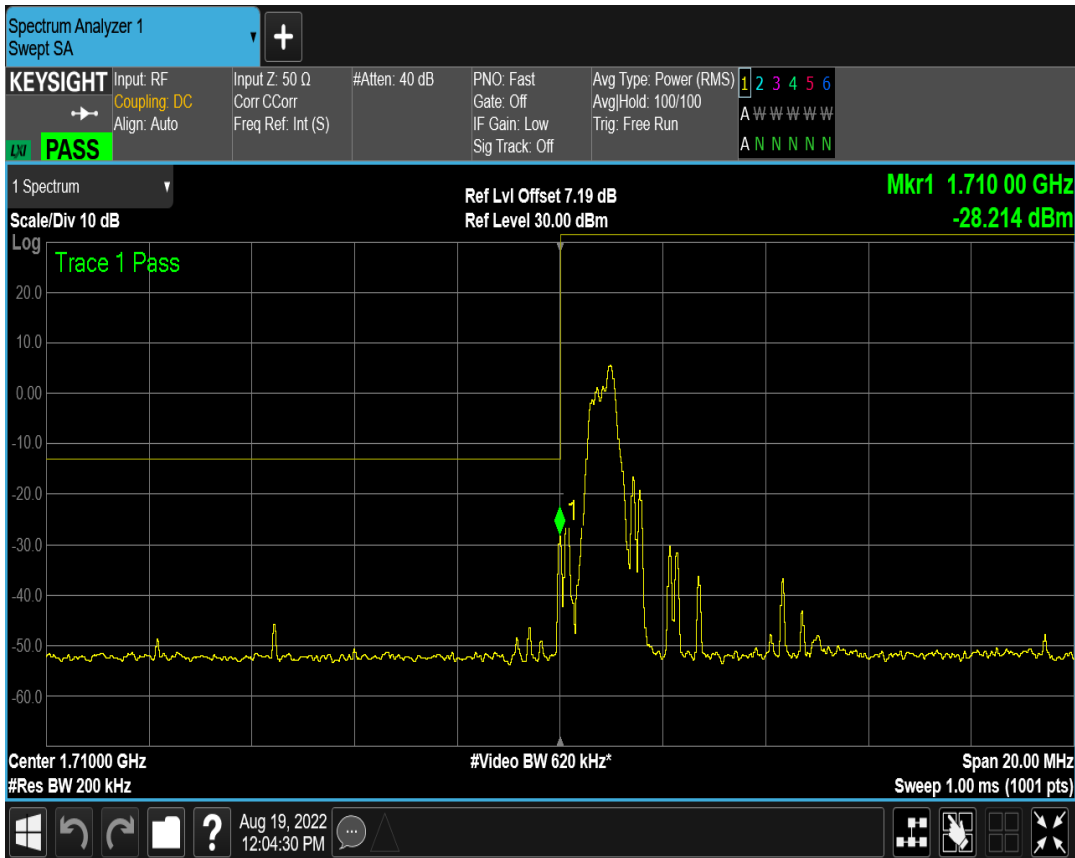 Spectrum Analyzer 1
Swept SA
+
KEYSIGHT
LXI PASS
Input: RF
Coupling: DC
Align: Auto
Input Z: 50 Ω
Corr CCorr
Freq Ref: Int (S)
#Atten: 40 dB
PNO: Fast
Gate: Off
IF Gain: Low
Sig Track: Off
Avg Type: Power (RMS)
Avg|Hold: 100/100
Trig: Free Run
1 2 3 4 5 6
A W W W W W
A N N N N N
1 Spectrum
Scale/Div 10 dB
Ref Lvl Offset 7.19 dB
Ref Level 30.00 dBm
Mkr1 1.710 00 GHz
-28.214 dBm
Log
Trace 1 Pass
20.0
10.0
0.00
-10.0
-20.0
-30.0
-40.0
-50.0
-60.0
1
Center 1.71000 GHz
#Res BW 200 kHz
#Video BW 620 kHz*
Span 20.00 MHz
Sweep 1.00 ms (1001 pts)
?
Aug 19, 2022
12:04:30 PM